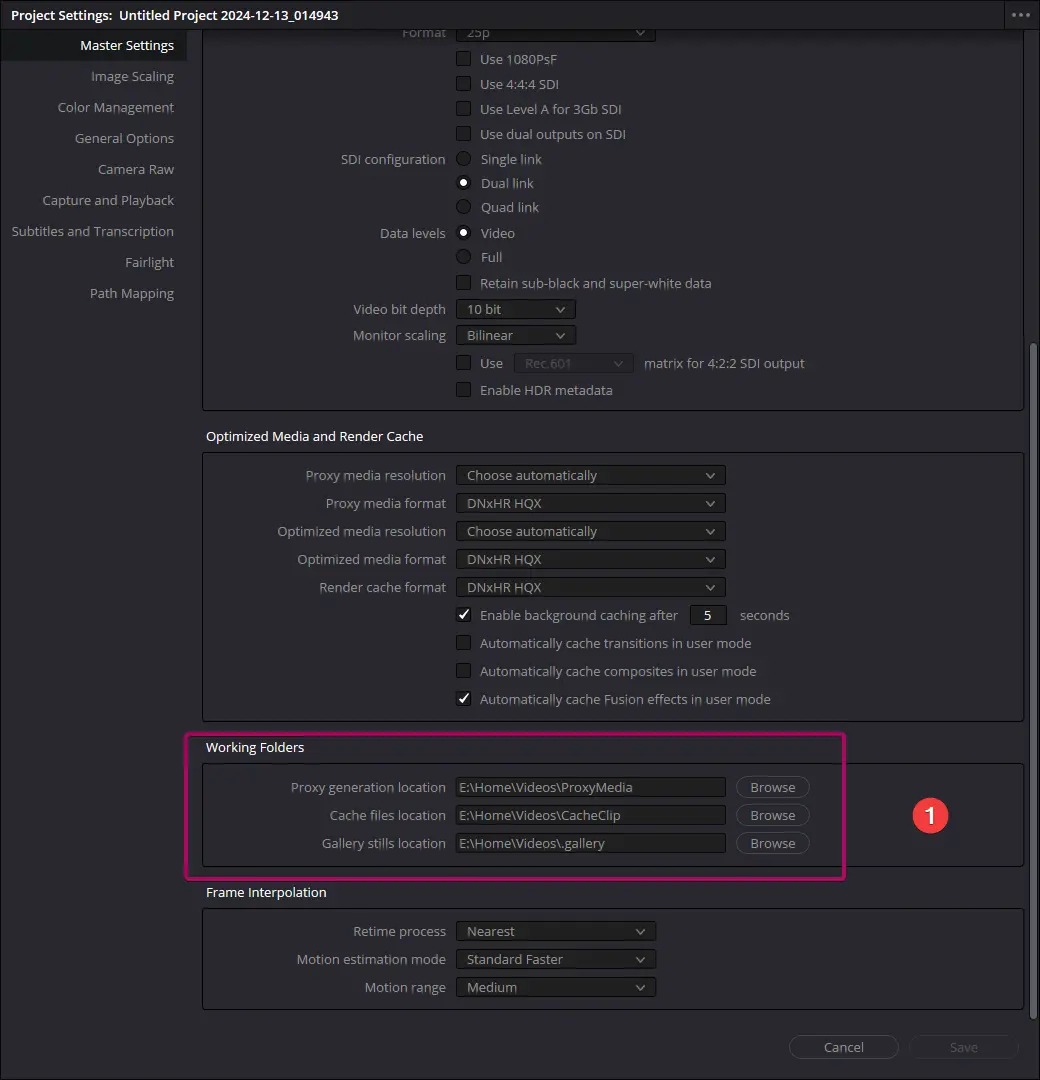 Project Settings: Untitled Project 2024-12-13_014943
Master Settings
Image Scaling
Color Management
General Options
Camera Raw
Capture and Playback
Subtitles and Transcription
Fairlight
Path Mapping
Format 25p
Use 1080PsF
Use 4:4:4 SDI
Use Level A for 3Gb SDI
Use dual outputs on SDI
SDI configuration Single link
Dual link
Quad link
Data levels Video
Full
Retain sub-black and super-white data
Video bit depth 10 bit
Monitor scaling Bilinear
Use Rec.601 matrix for 4:2:2 SDI output
Enable HDR metadata
Optimized Media and Render Cache
Proxy media resolution Choose automatically
Proxy media format DNxHR HQX
Optimized media resolution Choose automatically
Optimized media format DNxHR HQX
Render cache format DNxHR HQX
Enable background caching after 5 seconds
Automatically cache transitions in user mode
Automatically cache composites in user mode
Automatically cache Fusion effects in user mode
Working Folders
Proxy generation location E:\Home\Videos\ProxyMedia Browse
Cache files location E:\Home\Videos\CacheClip Browse
Gallery stills location E:\Home\Videos\.gallery Browse
1
Frame Interpolation
Retime process Nearest
Motion estimation mode Standard Faster
Motion range Medium
Cancel Save